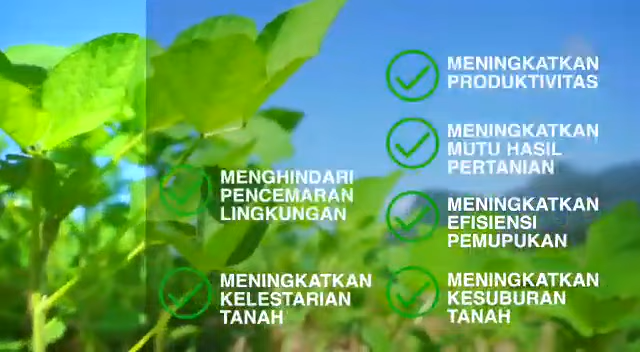 MENINGKATKAN
PRODUKTIVITAS
MENINGKATKAN
MUTU HASIL
PERTANIAN
MENGHINDARI
PENCEMARAN
LINGKUNGAN
MENINGKATKAN
EFISIENSI
PEMUPUKAN
MENINGKATKAN
KELESTARIAN
TANAH
MENINGKATKAN
KESUBURAN
TANAH